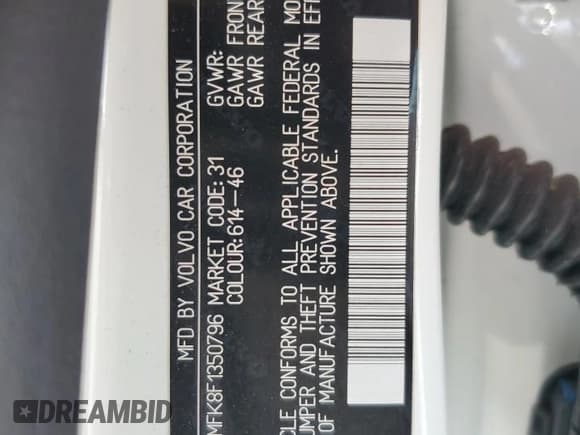 MFD BY VOLVO CAR CORPORATION
MFK8F1350796 MARKET CODE: 31
COLOUR: 614-46
GVWR:
GAWR FRON
GAWR REAR
CLE CONFORMS TO ALL APPLICABLE FEDERAL MO
UMPER AND THEFT PREVENTION STANDARDS IN EFF
OF MANUFACTURE SHOWN ABOVE.
DREAMBID